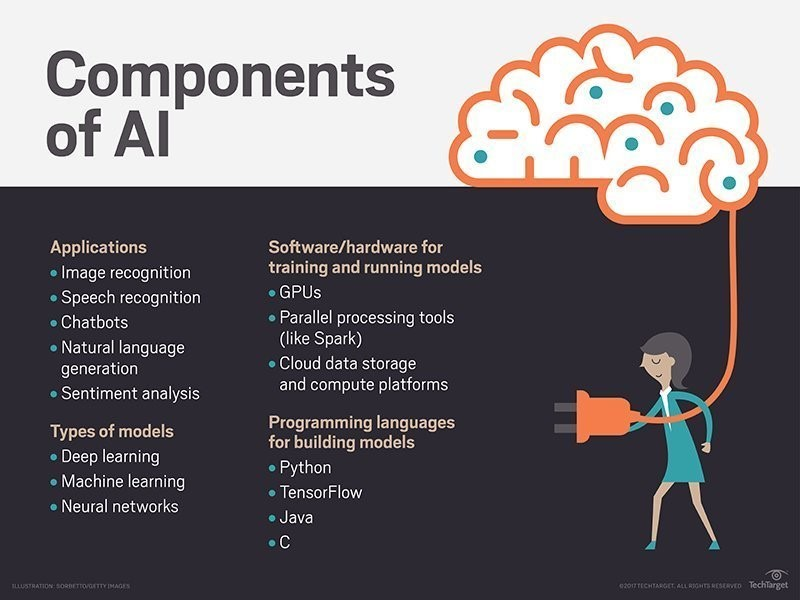 Components
of AI
Applications
Image recognition
Speech recognition
Chatbots
Natural language
generation
Sentiment analysis
Types of models
Deep learning
Machine learning
Neural networks
Software/hardware for
training and running models
GPUs
Parallel processing tools
(like Spark)
Cloud data storage
and compute platforms
Programming languages
for building models
Python
TensorFlow
Java
C
ILLUSTRATION: SORBETTO/GETTY IMAGES
©2017 TECHTARGET. ALL RIGHTS RESERVED
TechTarget